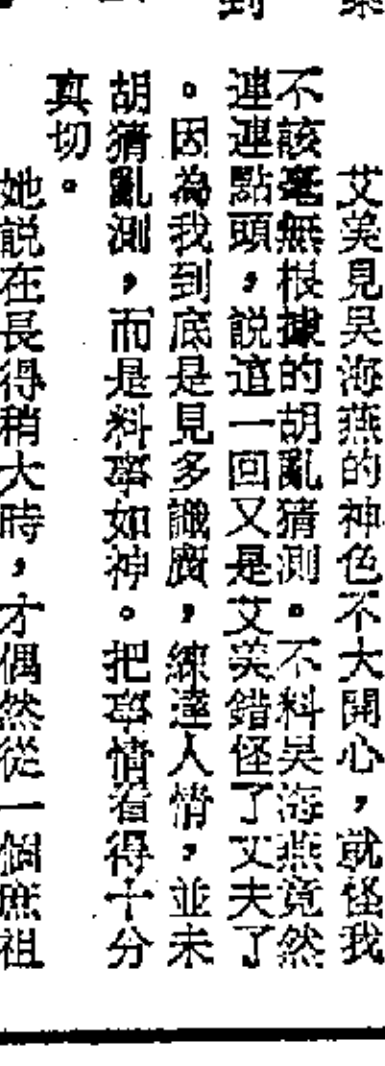 艾美見吳海燕的神色不大開心，就怪我
不該毫無根據的胡亂猜測。不料吳海燕竟然
連連點頭，説這一回又是艾美錯怪了丈夫了
。因為我到底是見多識廣，練達人情，並未
胡猜亂測，而是料事如神。把事情看得十分
真切。
她説在長得稍大時，才偶然從一個庶祖